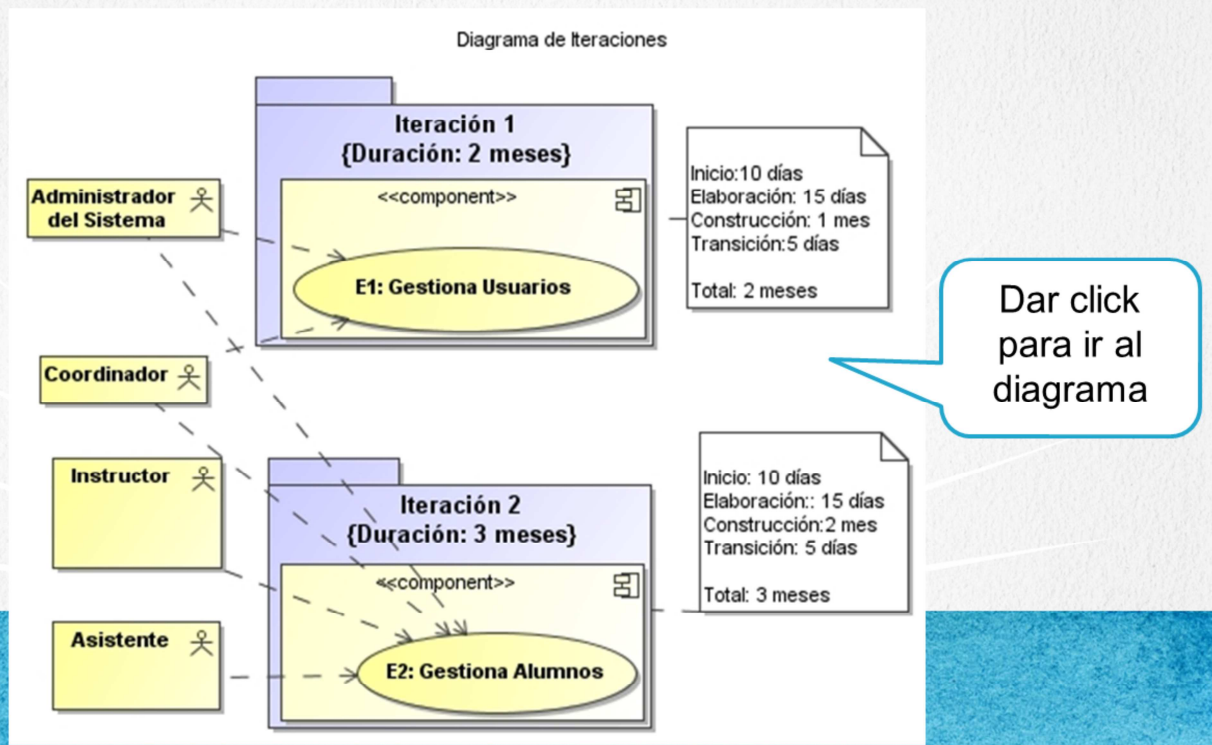 Diagrama de Iteraciones
Iteración 1
{Duración: 2 meses}
<<component>>
E1: Gestiona Usuarios
Inicio:10 días
Elaboración: 15 días
Construcción: 1 mes
Transición:5 días
Total: 2 meses
Administrador
del Sistema
Coordinador
Instructor
Asistente
Dar click
para ir al
diagrama
Iteración 2
{Duración: 3 meses}
<<component>>
E2: Gestiona Alumnos
Inicio: 10 días
Elaboración:: 15 días
Construcción:2 mes
Transición: 5 días
Total: 3 meses